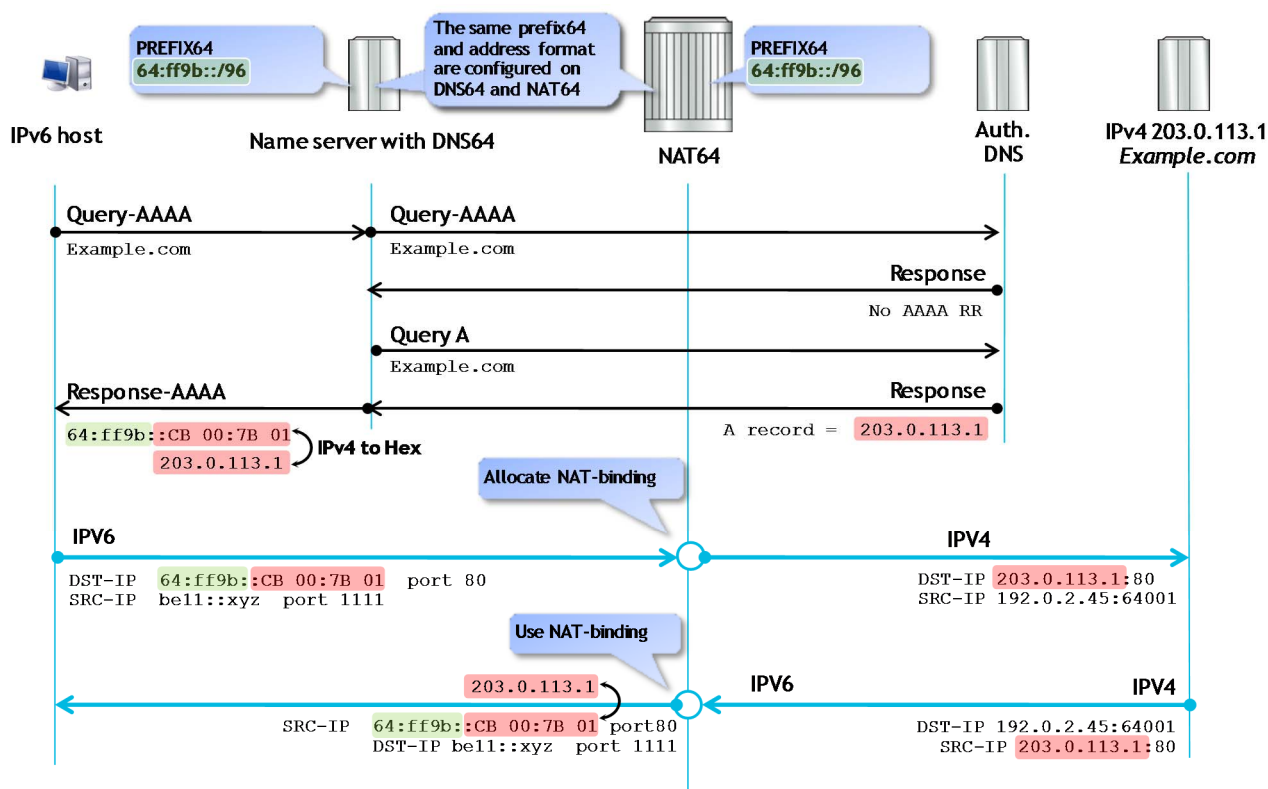 PREFIX64
64:ff9b::/96
The same prefix64
and address format
are configured on
DNS64 and NAT64
PREFIX64
64:ff9b::/96
IPv6 host
Name server with DNS64
NAT64
Auth.
DNS
IPv4 203.0.113.1
Example.com
Query-AAAA
Example.com
Query-AAAA
Example.com
Response
No AAAA RR
Query A
Example.com
Response-AAAA
Response
64:ff9b::CB 00:7B 01
IPv4 to Hex
203.0.113.1
A record = 203.0.113.1
Allocate NAT-binding
IPV6
IPV4
DST-IP 64:ff9b::CB 00:7B 01 port 80
SRC-IP be11::xyz port 1111
DST-IP 203.0.113.1:80
SRC-IP 192.0.2.45:64001
Use NAT-binding
203.0.113.1
IPV6
IPV4
SRC-IP 64:ff9b::CB 00:7B 01 port80
DST-IP be11::xyz port 1111
DST-IP 192.0.2.45:64001
SRC-IP 203.0.113.1:80